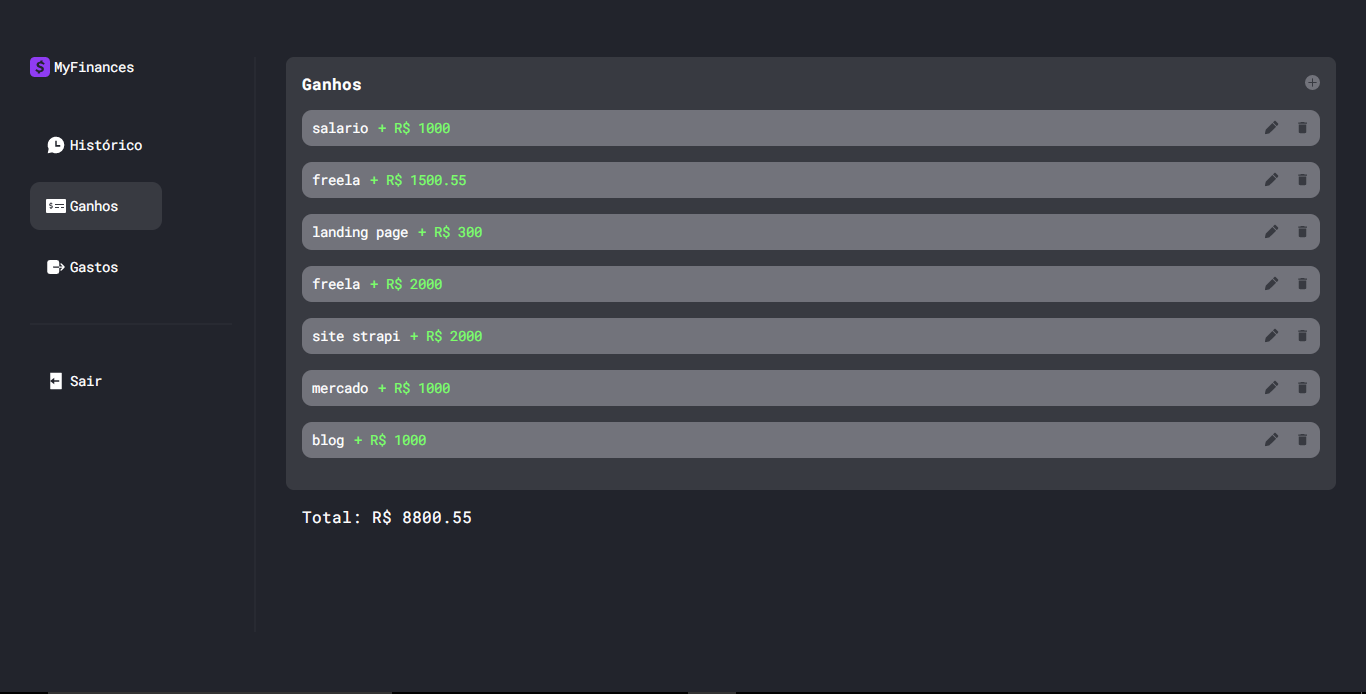 MyFinances
Histórico
Ganhos
Gastos
Sair
Ganhos
salario + R$ 1000
freela + R$ 1500.55
landing page + R$ 300
freela + R$ 2000
site strapi + R$ 2000
mercado + R$ 1000
blog + R$ 1000
Total: R$ 8800.55